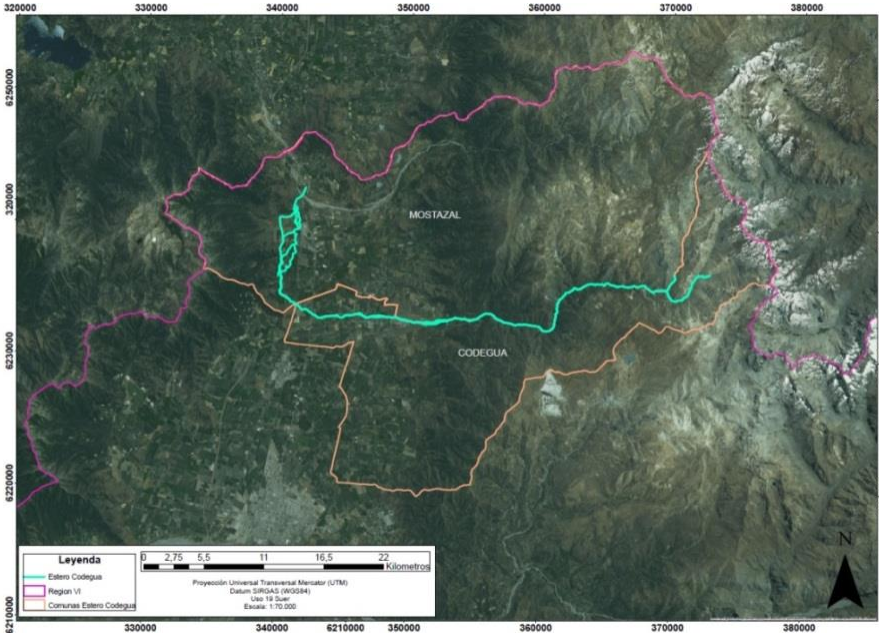 320000 340000 350000 360000 370000 380000
6250000
320000
MOSTAZAL
6230000
CODEGUA
6220000
N
Leyenda
Estero Codegua
Region VI
Comunas Estero Codegua
0 2,75 5,5 11 16,5 22
Kilometros
Proyección Universal Transversal Mercator (UTM)
Datum SIRGAS (WGS84)
Uso 19 Suer
Escala: 1:70.000
6210000
330000 340000 6210000 350000 360000 370000 380000